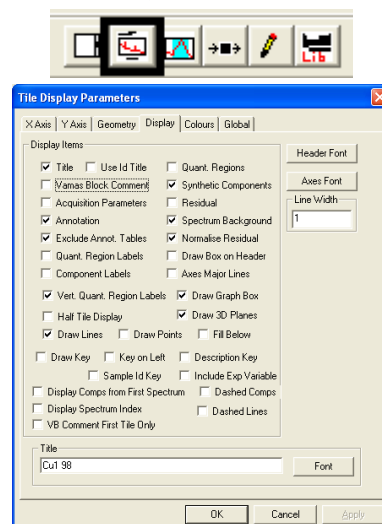 Lib
Tile Display Parameters
X Axis Y Axis Geometry Display Colours Global
Display Items
Header Font
Title Use Id Title Quant. Regions
Vamas Block Comment Synthetic Components
Axes Font
Acquisition Parameters Residual
Line Width
Annotation Spectrum Background
1
Exclude Annot. Tables Normalise Residual
Quant. Region Labels Draw Box on Header
Component Labels Axes Major Lines
Vert. Quant. Region Labels Draw Graph Box
Half Tile Display Draw 3D Planes
Draw Lines Draw Points Fill Below
Draw Key Key on Left Description Key
Sample Id Key Include Exp Variable
Display Comps from First Spectrum Dashed Comps
Display Spectrum Index Dashed Lines
VB Comment First Tile Only
Title
Cu1 98 Font
OK Cancel Apply